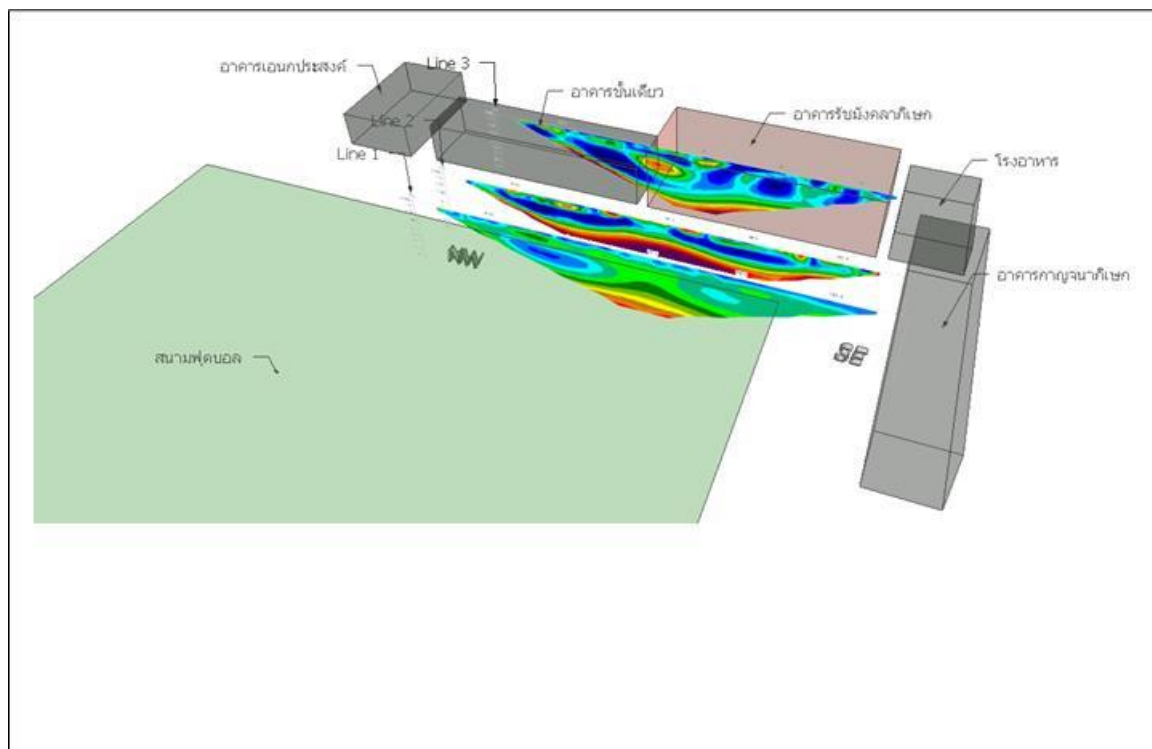 Line 3
อาคารเอนกประสงค์
อาคารชั้นเดียว
อาคารรัชมังคลาภิเษก
Line 2
Line 1
โรงอาหาร
NW
อาคารกาญจนาภิเษก
SE
สนามฟุตบอล